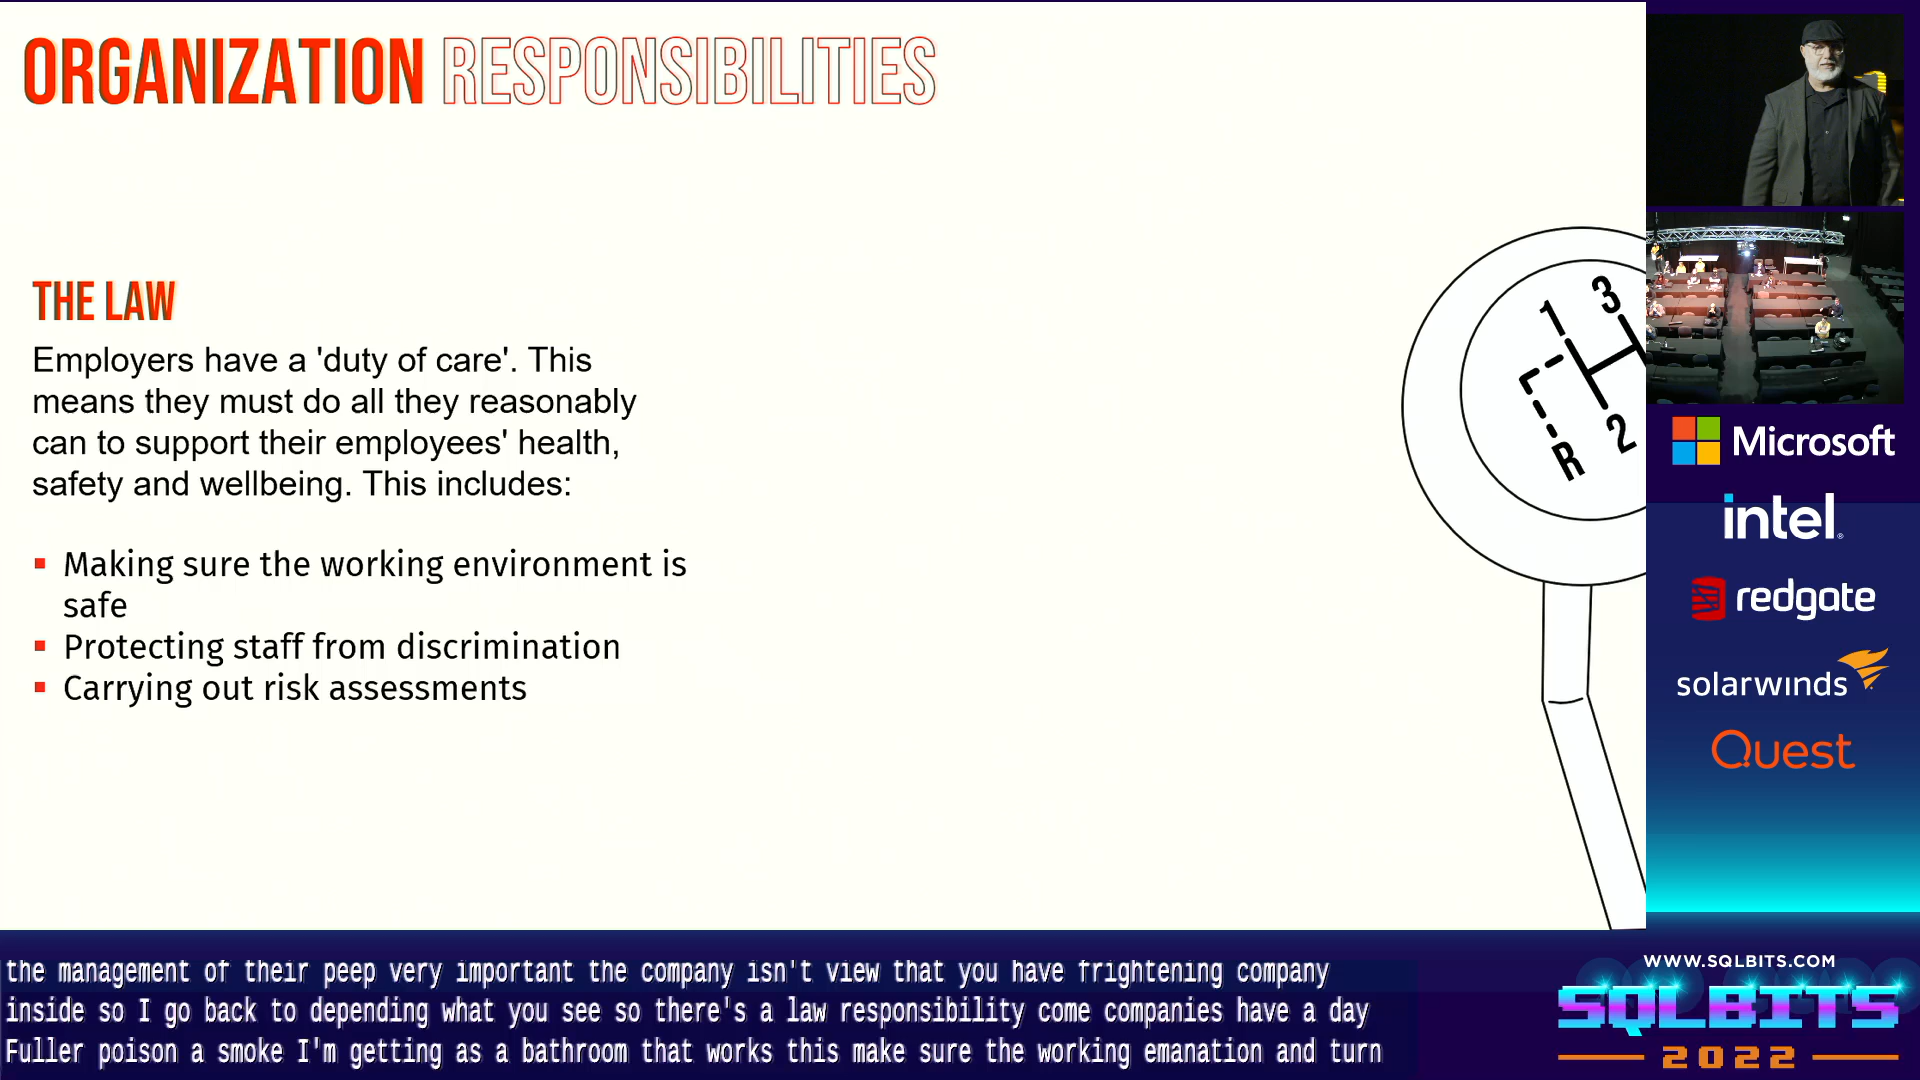 ORGANIZATION RESPONSIBILITIES
THE LAW
Employers have a 'duty of care'. This
means they must do all they reasonably
can to support their employees' health,
safety and wellbeing. This includes:
Making sure the working environment is
safe
Protecting staff from discrimination
Carrying out risk assessments
1
3
R
2
Microsoft
intel
redgate
solarwinds
Quest
the management of their peep very important the company isn't view that you have frightening company
inside so I go back to depending what you see so there's a law responsibility come companies have a day
Fuller poison a smoke I'm getting as a bathroom that works this make sure the working emanation and turn
WWW.SQLBITS.COM
SQLBITS
2022